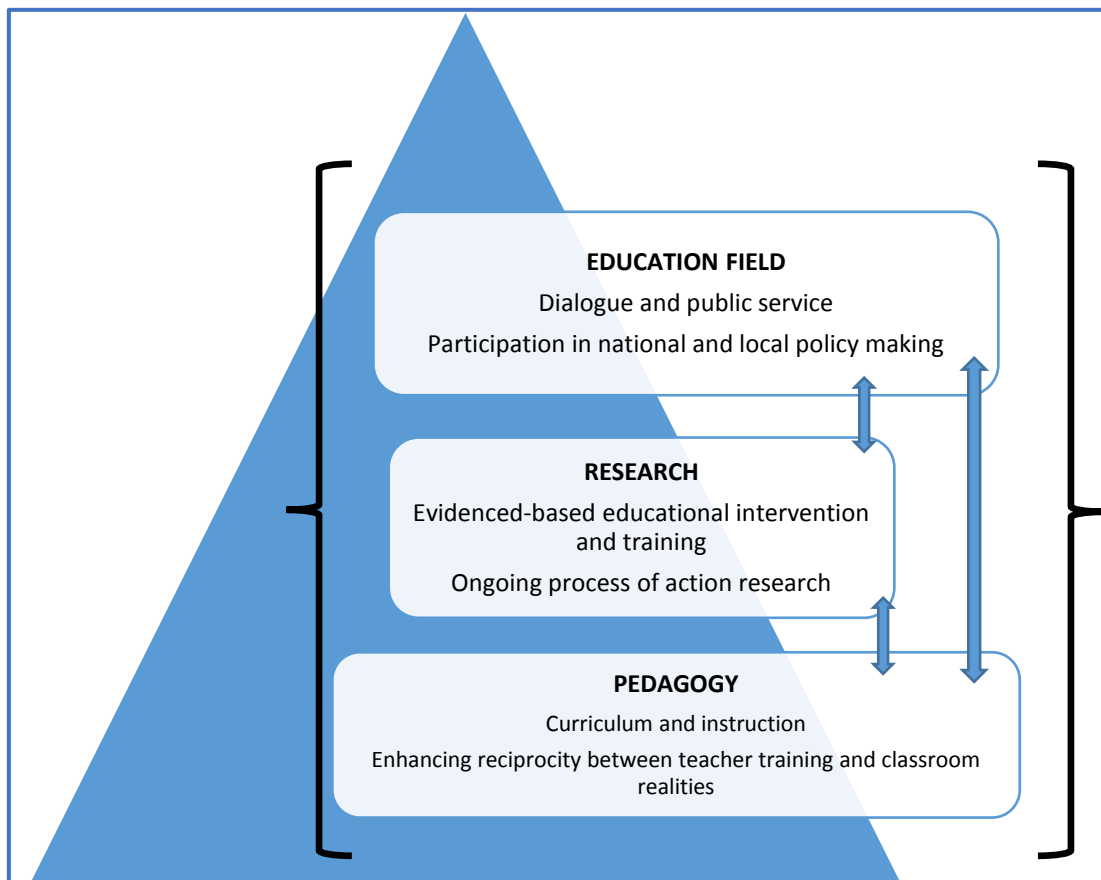 EDUCATION FIELD
Dialogue and public service
Participation in national and local policy making
RESEARCH
Evidenced-based educational intervention
and training
Ongoing process of action research
PEDAGOGY
Curriculum and instruction
Enhancing reciprocity between teacher training and classroom
realities